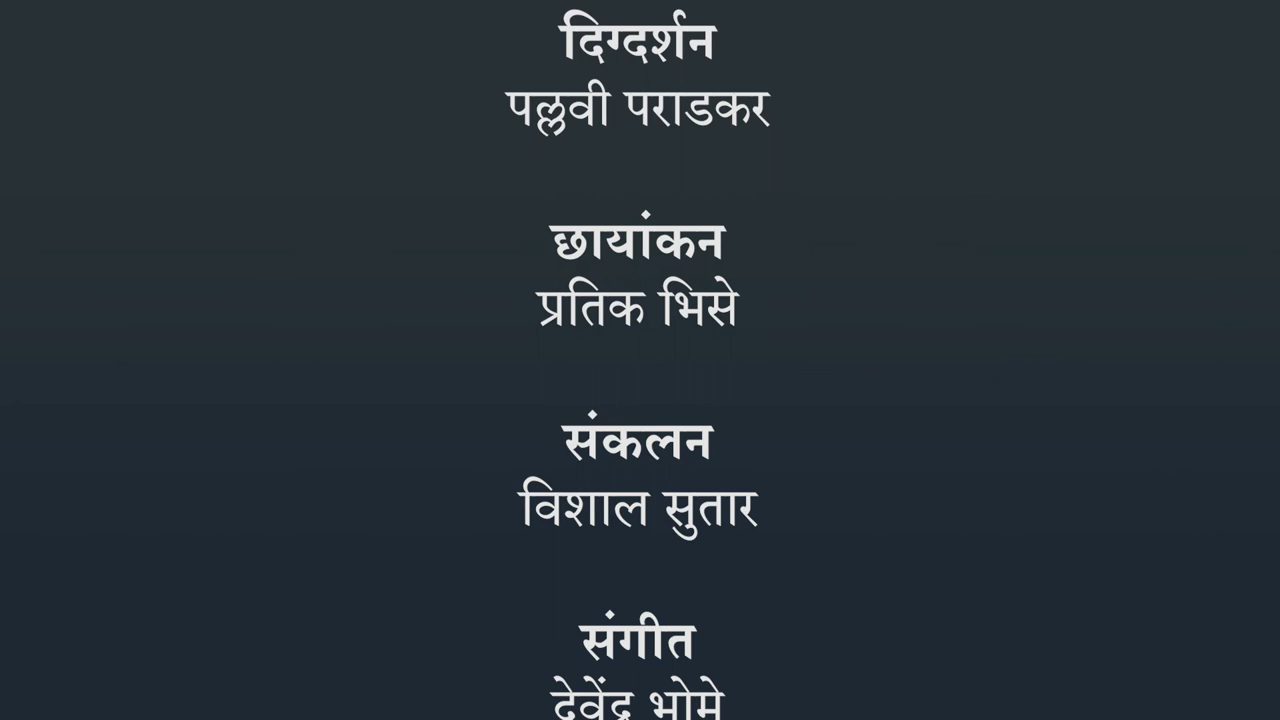 दिग्दर्शन
पल्लवी पराडकर
छायांकन
प्रतिक भिसे
संकलन
विशाल सुतार
संगीत
देवेंद्र भोमे